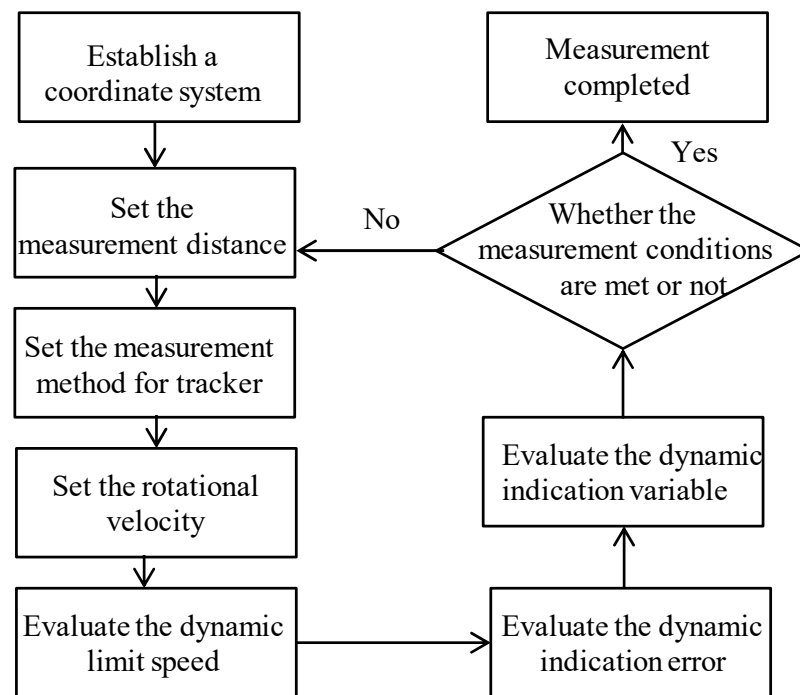 Establish a
coordinate system
Set the
measurement distance
Set the measurement
method for tracker
Set the rotational
velocity
Evaluate the dynamic
limit speed
Evaluate the dynamic
indication error
Evaluate the dynamic
indication variable
Whether the
measurement conditions
are met or not
No
Yes
Measurement
completed